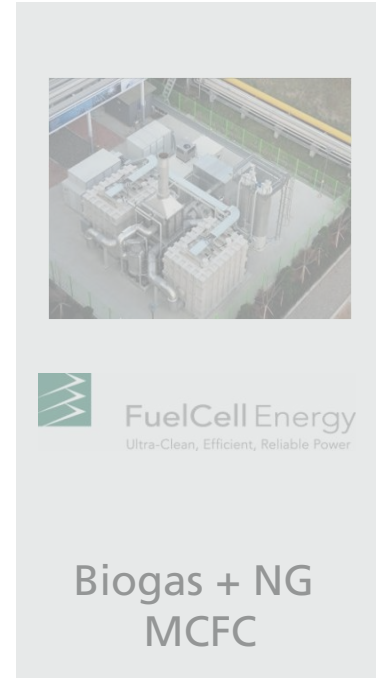 FuelCell Energy
Ultra-Clean, Efficient, Reliable Power
Biogas + NG
MCFC